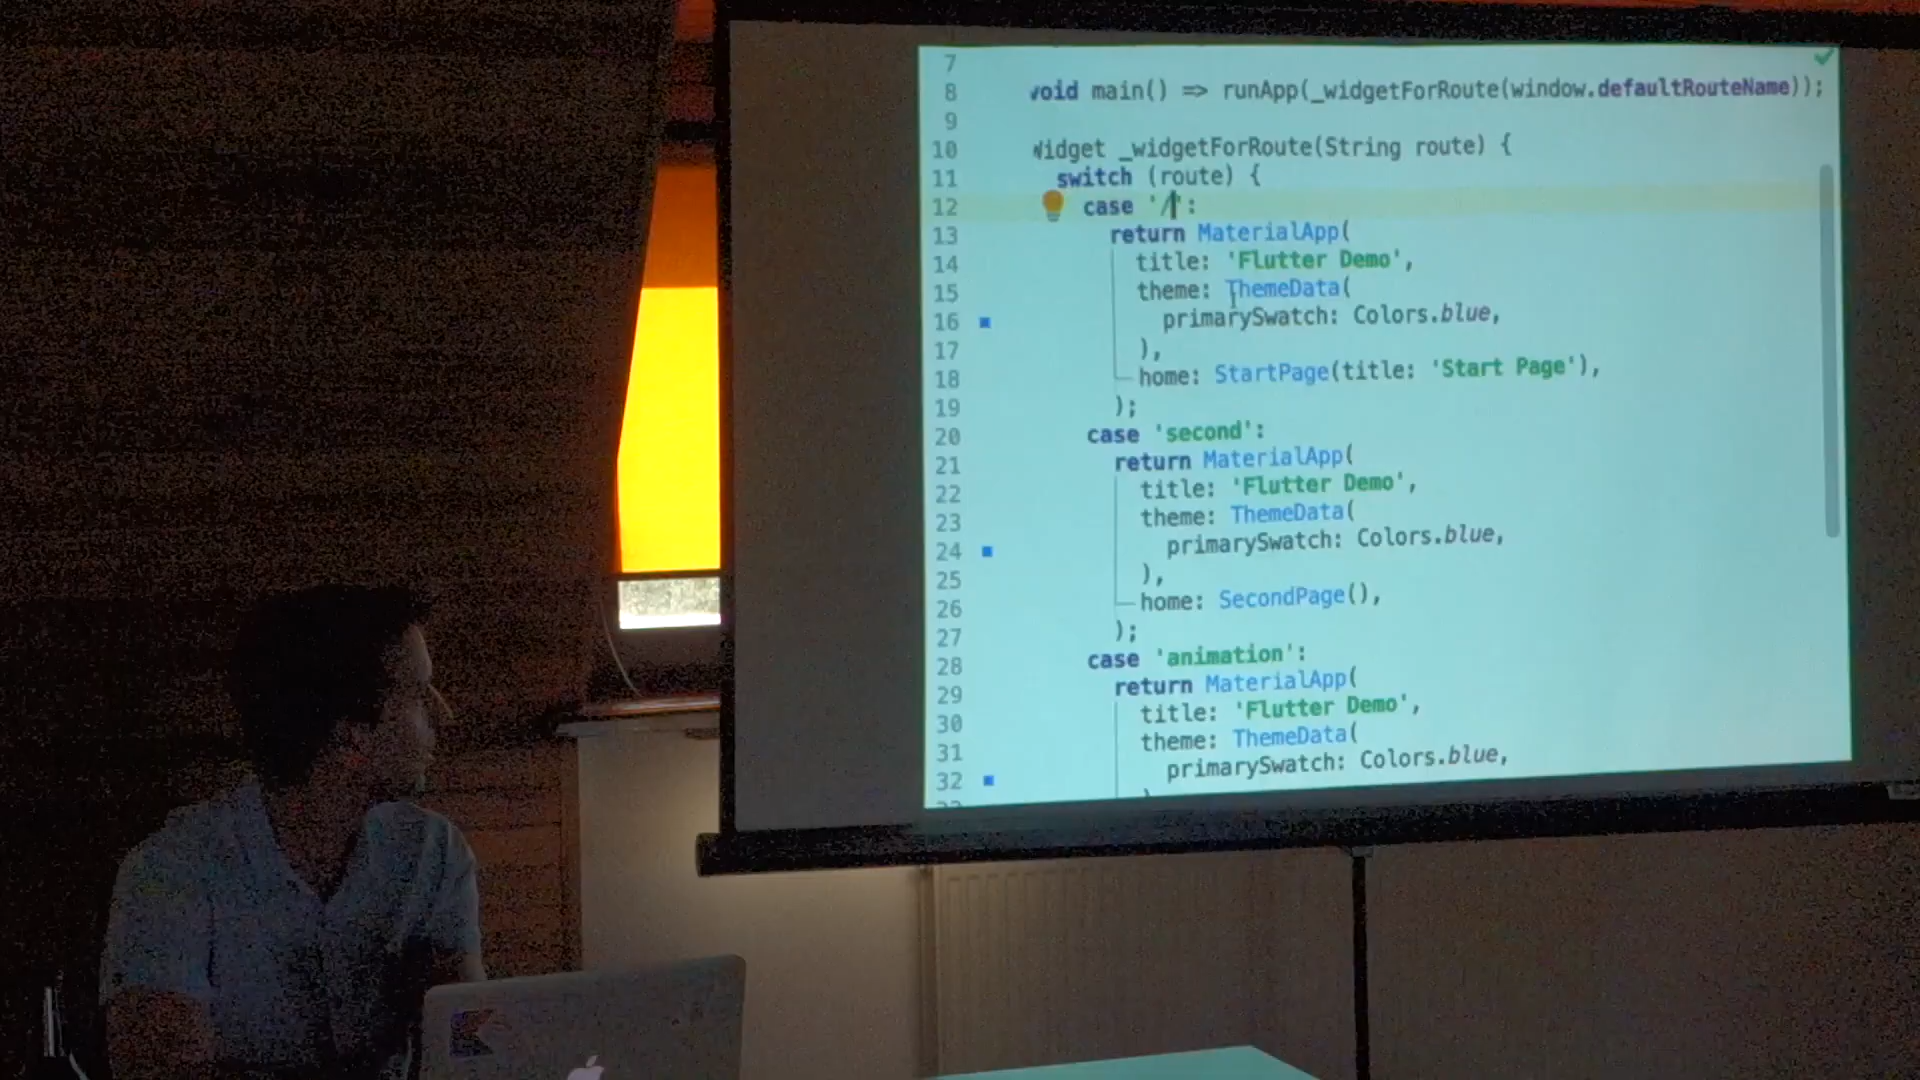 7
8 void main() => runApp(_widgetForRoute(window.defaultRouteName));
9
10 Widget _widgetForRoute(String route) {
11 switch (route) {
12 case '/':
13 return MaterialApp(
14 title: 'Flutter Demo',
15 theme: ThemeData(
16 primarySwatch: Colors.blue,
17 ),
18 home: StartPage(title: 'Start Page'),
19 );
20 case 'second':
21 return MaterialApp(
22 title: 'Flutter Demo',
23 theme: ThemeData(
24 primarySwatch: Colors.blue,
25 ),
26 home: SecondPage(),
27 );
28 case 'animation':
29 return MaterialApp(
30 title: 'Flutter Demo',
31 theme: ThemeData(
32 primarySwatch: Colors.blue,